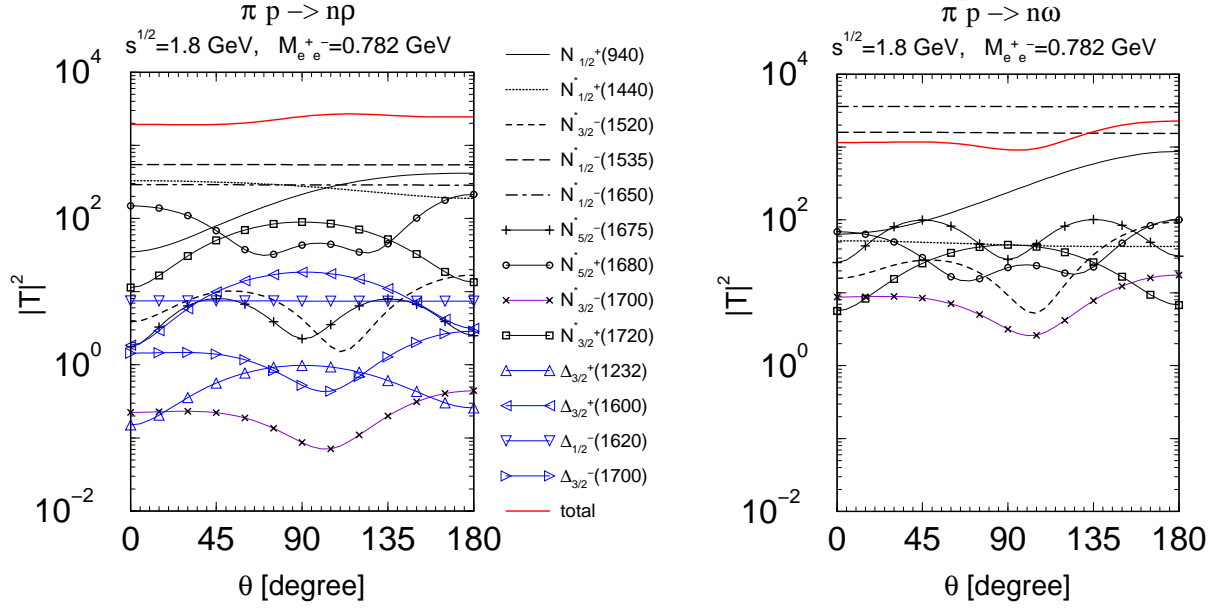 π p −> nρ
s^1/2=1.8 GeV, M_e^+_e^−=0.782 GeV
|T|^2
10^4
10^2
10^0
10^−2
0 45 90 135 180
θ [degree]
N_1/2^+(940)
N^*_1/2^+(1440)
N^*_3/2^−(1520)
N^*_1/2^−(1535)
N^*_1/2^−(1650)
N^*_5/2^−(1675)
N^*_5/2^+(1680)
N^*_3/2^−(1700)
N^*_3/2^+(1720)
Δ_3/2^+(1232)
Δ_3/2^+(1600)
Δ_1/2^−(1620)
Δ_3/2^−(1700)
total
π p −> nω
s^1/2=1.8 GeV, M_e^+_e^−=0.782 GeV
|T|^2
10^4
10^2
10^0
10^−2
0 45 90 135 180
θ [degree]